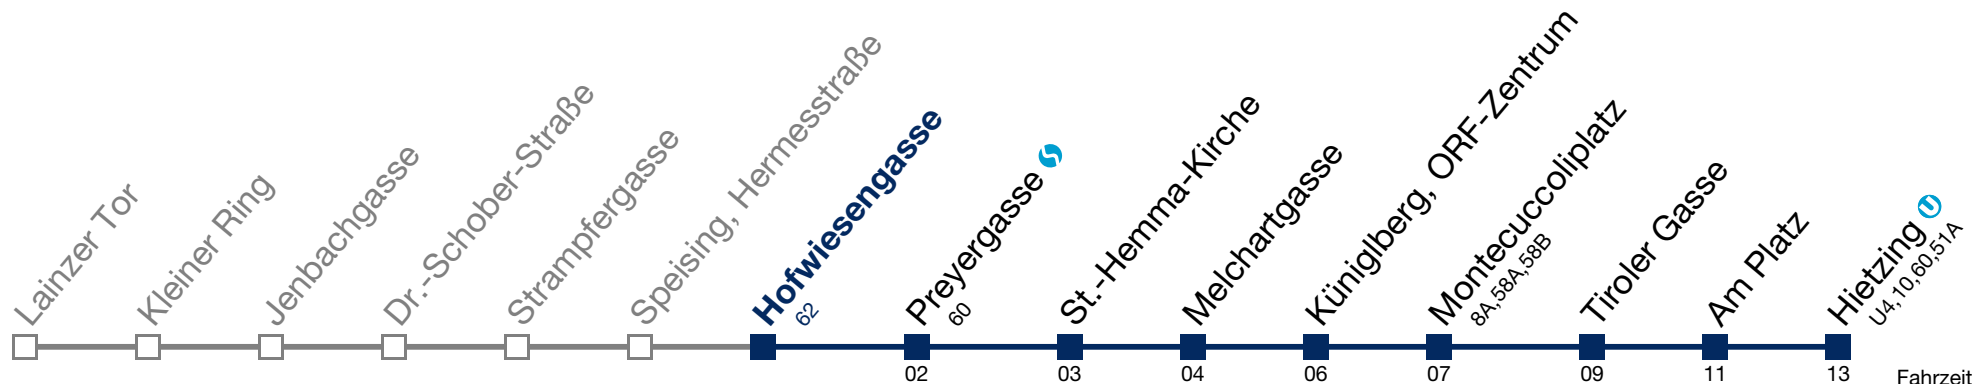 Lainzer Tor
Kleiner Ring
Jenbachgasse
Dr.-Schober-Straße
Strampfergasse
Speising, Hermesstraße
Hofwiesengasse
62
Preyergasse
60
St.-Hemma-Kirche
Melchartgasse
Küniglberg, ORF-Zentrum
Montecuccoliplatz
8A,58A,58B
Tiroler Gasse
Am Platz
Hietzing U
U4,10,60,51A
02 03 04 06 07 09 11 13 Fahrzeit